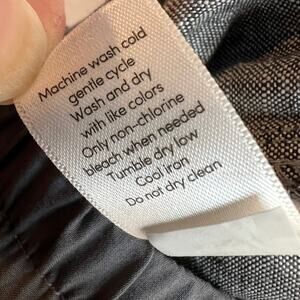 Machine wash cold
gentle cycle
Wash and dry
with like colors
Only non-chlorine
bleach when needed
Tumble dry low
Cool iron
Do not dry clean